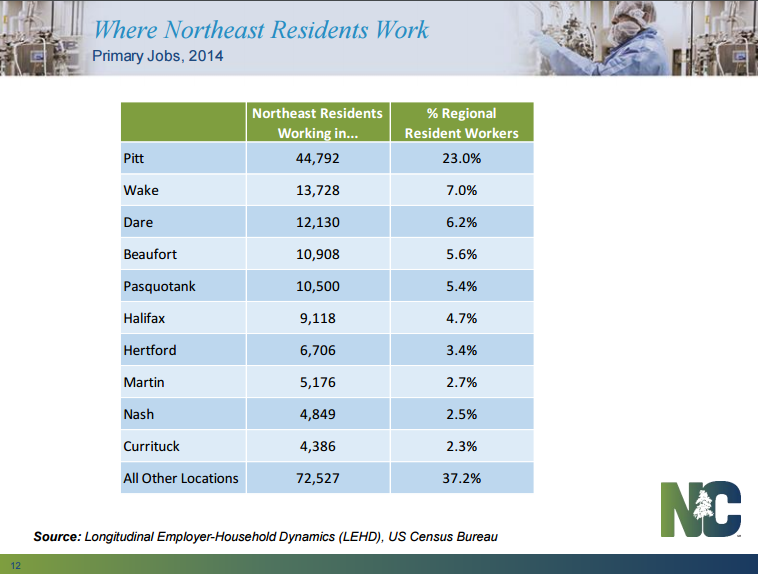 Where Northeast Residents Work
Primary Jobs, 2014
Northeast Residents Working in... % Regional Resident Workers
Pitt 44,792 23.0%
Wake 13,728 7.0%
Dare 12,130 6.2%
Beaufort 10,908 5.6%
Pasquotank 10,500 5.4%
Halifax 9,118 4.7%
Hertford 6,706 3.4%
Martin 5,176 2.7%
Nash 4,849 2.5%
Currituck 4,386 2.3%
All Other Locations 72,527 37.2%
NC
Source: Longitudinal Employer-Household Dynamics (LEHD), US Census Bureau
12